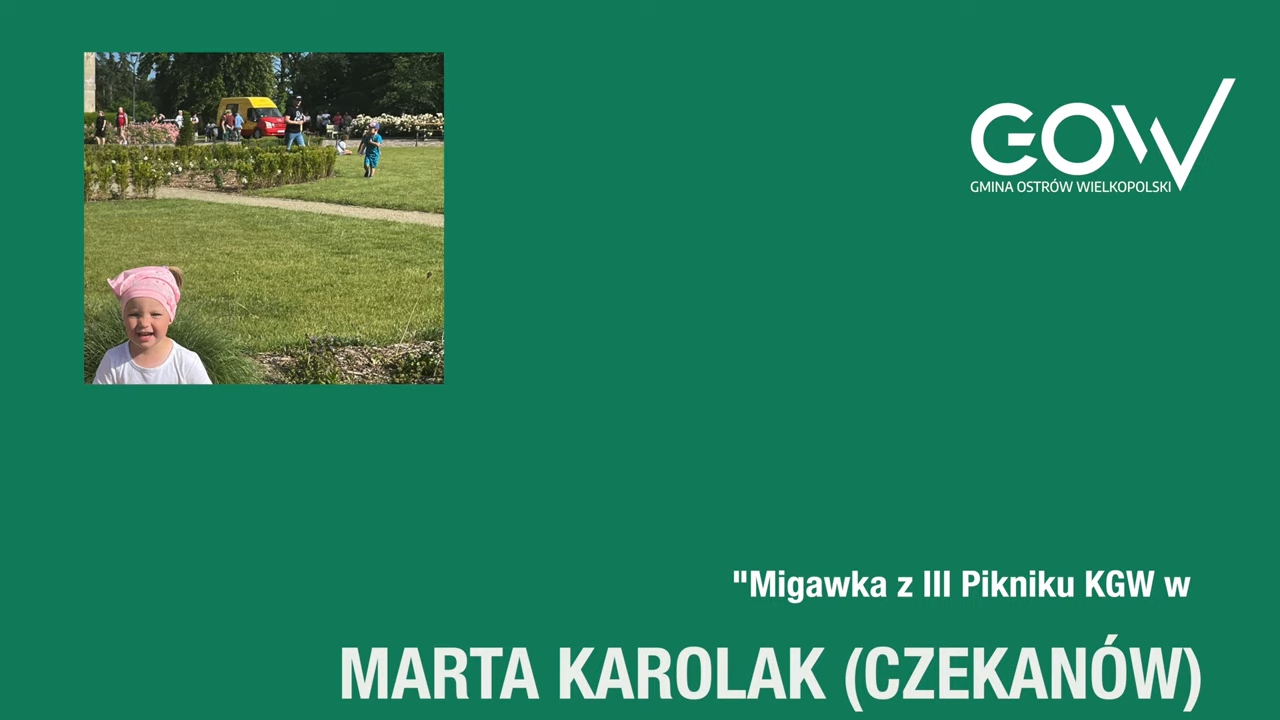 GOW
GMINA OSTRÓW WIELKOPOLSKI
"Migawka z III Pikniku KGW w
MARTA KAROLAK (CZEKANÓW)